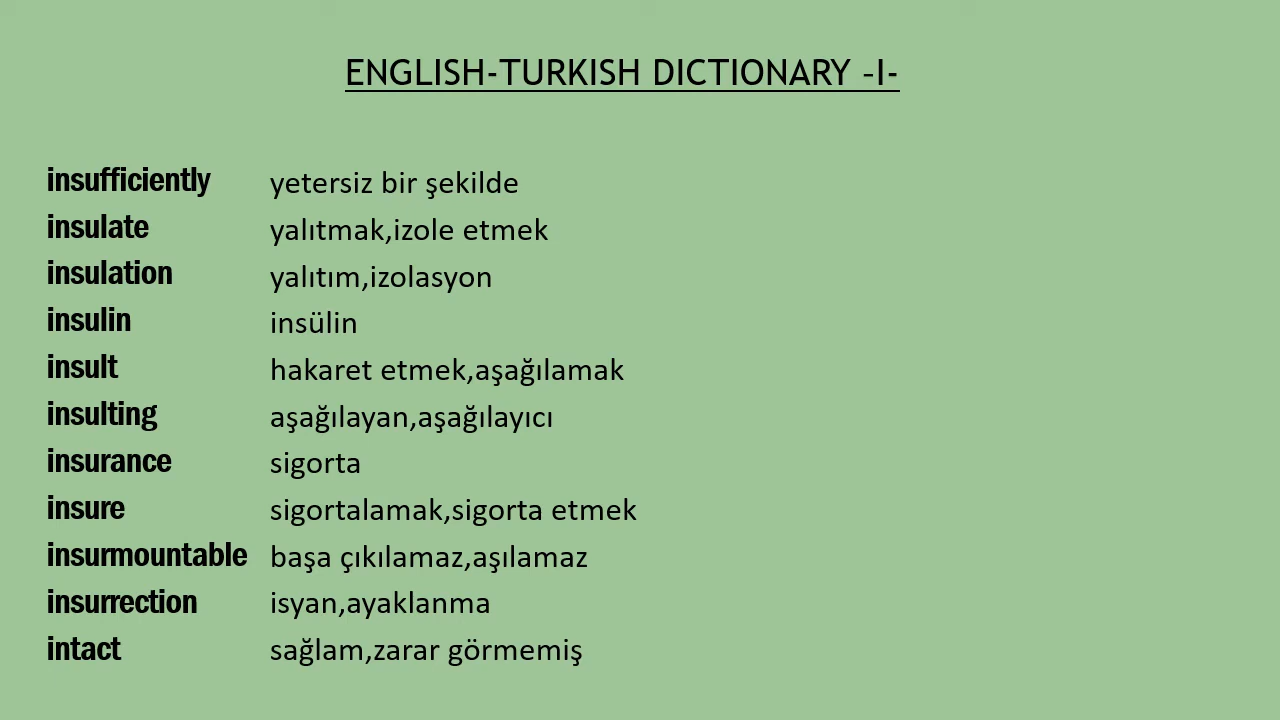 ENGLISH-TURKISH DICTIONARY –I-
insufficiently yetersiz bir şekilde
insulate yalıtmak,izole etmek
insulation yalıtım,izolasyon
insulin insülin
insult hakaret etmek,aşağılamak
insulting aşağılayan,aşağılayıcı
insurance sigorta
insure sigortalamak,sigorta etmek
insurmountable başa çıkılamaz,aşılamaz
insurrection isyan,ayaklanma
intact sağlam,zarar görmemiş